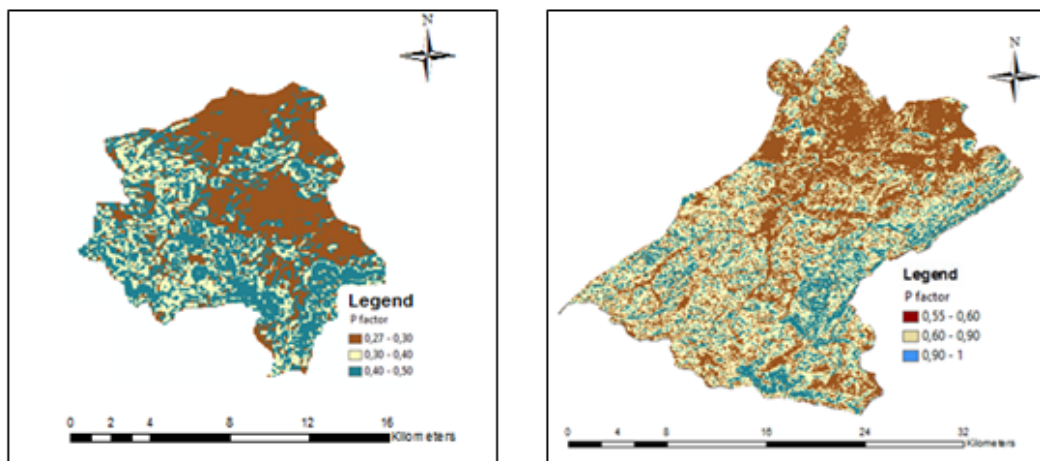 N
Legend
P factor
0,27 - 0,30
0,30 - 0,40
0,40 - 0,50
0 4 8 12 16
Kilometers
N
Legend
P factor
0,55 - 0,60
0,60 - 0,90
0,90 - 1
0 8 16 24 32
Kilometers